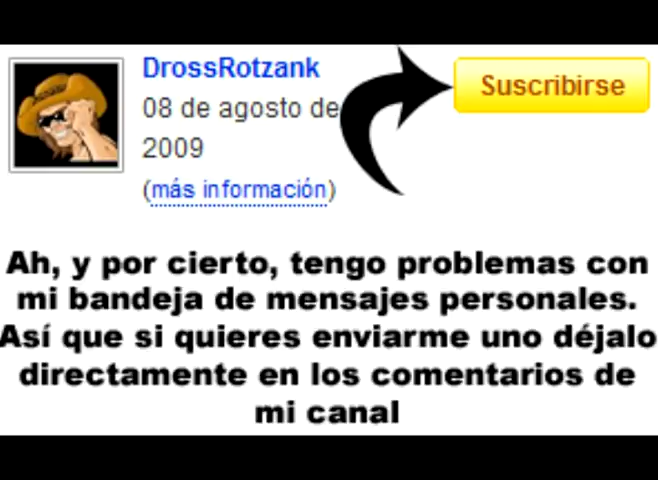 DrossRotzank
08 de agosto de
2009
(más información)
Suscribirse
Ah, y por cierto, tengo problemas con
mi bandeja de mensajes personales.
Así que si quieres enviarme uno déjalo
directamente en los comentarios de
mi canal